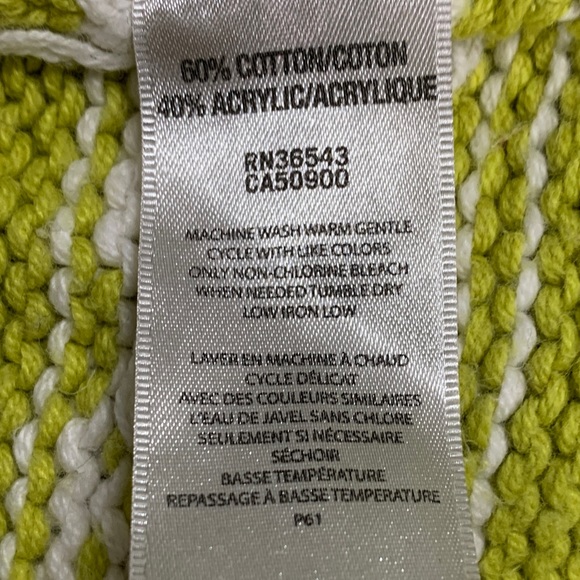 60% COTTON/COTON
40% ACRYLIC/ACRYLIQUE
RN36543
CA50900
MACHINE WASH WARM GENTLE
CYCLE WITH LIKE COLORS
ONLY NON-CHLORINE BLEACH
WHEN NEEDED TUMBLE DRY
LOW IRON LOW
LAVER EN MACHINE À CHAUD
CYCLE DÉLICAT
AVEC DES COULEURS SIMILAIRES
L'EAU DE JAVEL SANS CHLORE
SEULEMENT SI NÉCESSAIRE
SÉCHOIR
BASSE TEMPÉRATURE
REPASSAGE À BASSE TEMPERATURE
P61